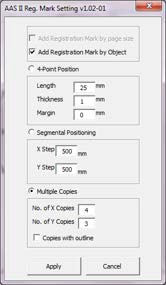 AAS II Reg. Mark Setting v1.02-01
Add Registration Mark by page size
Add Registration Mark by Object
4-Point Position
Length 25 mm
Thickness 1 mm
Margin 0 mm
Segmental Positioning
X Step 500 mm
Y Step 500 mm
Multiple Copies
No. of X Copies 4
No. of Y Copies 3
Copies with outline
Apply Cancel